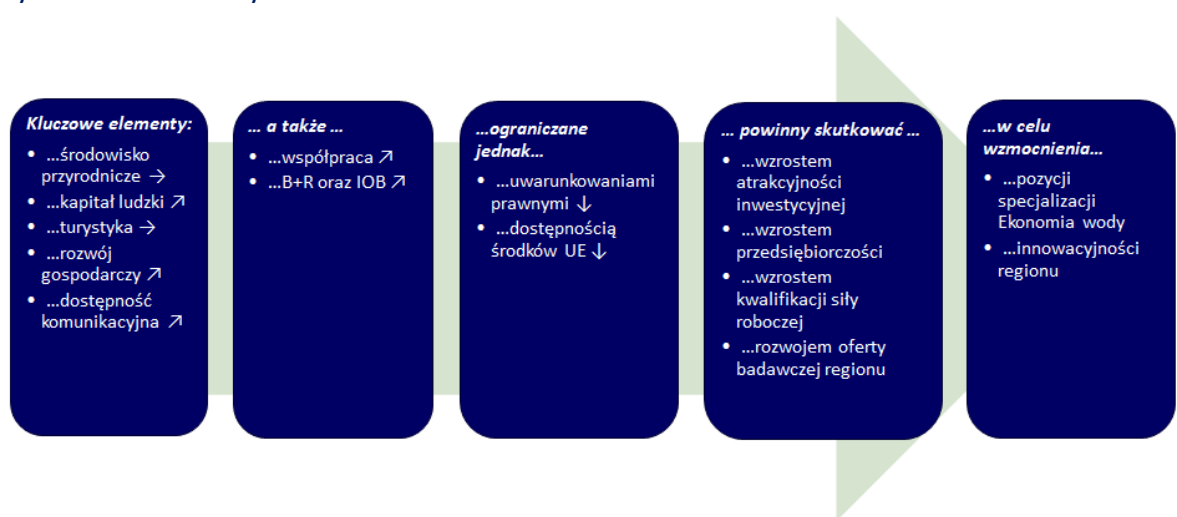 Kluczowe elementy:
• ...środowisko
przyrodnicze →
• ...kapitał ludzki ↗
• ...turystyka →
• ...rozwój
gospodarczy ↗
• ...dostępność
komunikacyjna ↗
... a także ...
• ...współpraca ↗
• ...B+R oraz IOB ↗
...ograniczane
jednak...
• ...uwarunkowaniami
prawnymi ↓
• ...dostępnością
środków UE ↓
... powinny skutkować ...
• ...wzrostem
atrakcyjności
inwestycyjnej
• ...wzrostem
przedsiębiorczości
• ...wzrostem
kwalifikacji siły
roboczej
• ...rozwojem oferty
badawczej regionu
...w celu
wzmocnienia...
• ...pozycji
specjalizacji
Ekonomia wody
• ...innowacyjności
regionu